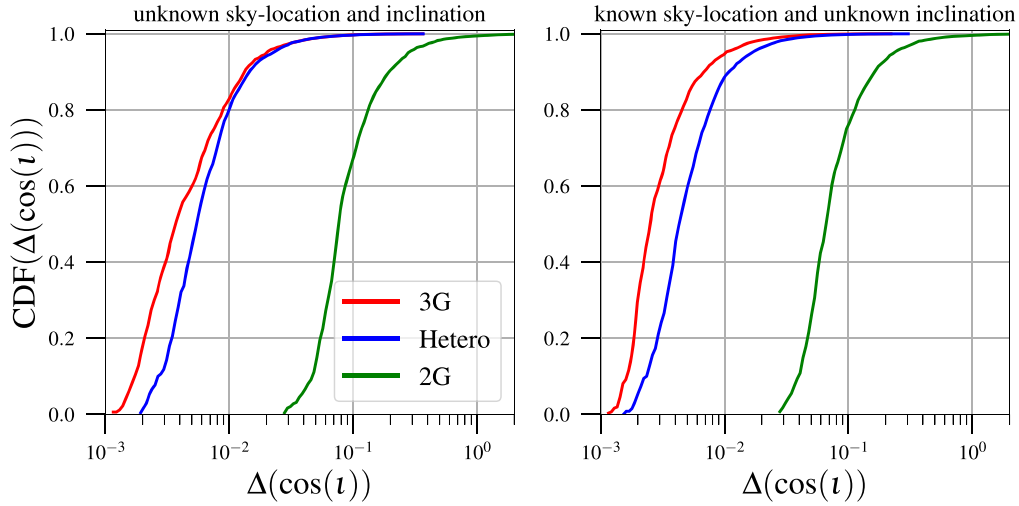 unknown sky-location and inclination
known sky-location and unknown inclination
CDF(Δ(cos(ι)))
1.0
0.8
0.6
0.4
0.2
0.0
10⁻³
10⁻²
10⁻¹
10⁰
Δ(cos(ι))
3G
Hetero
2G
1.0
0.8
0.6
0.4
0.2
0.0
10⁻³
10⁻²
10⁻¹
10⁰
Δ(cos(ι))